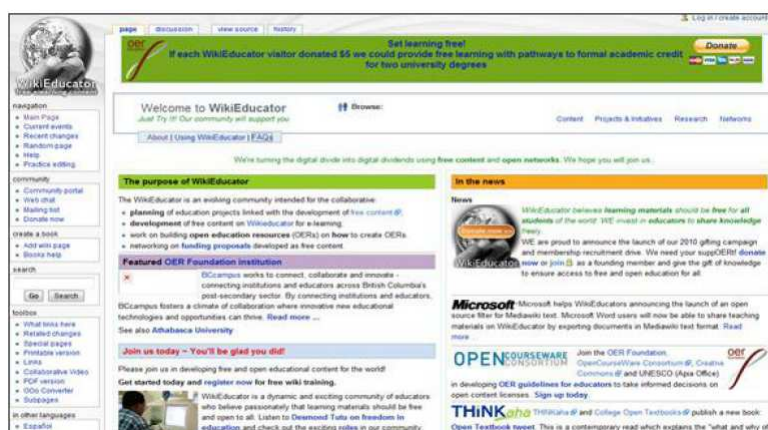 Log in / create account
page discussion view source history
oer
Set learning free!
If each WikiEducator visitor donated $5 we could provide free learning with pathways to formal academic credit
for two university degrees
Donate
WikiEducator
free elearning content
navigation
Main Page
Current events
Recent changes
Random page
Help
Practice editing
community
Community portal
Web chat
Mailing list
Donate now
create a book
Add wiki page
Books help
search
Go Search
toolbox
What links here
Related changes
Special pages
Printable version
Links
Collaborative Video
PDF version
ODo Converter
Subpages
in other languages
Español
Welcome to WikiEducator
Just Try It! Our community will support you
Browse:
Content Projects & Initiatives Research Networks
About | Using WikiEducator | FAQs
We're turning the digital divide into digital dividends using free content and open networks. We hope you will join us.
The purpose of WikiEducator
The WikiEducator is an evolving community intended for the collaborative:
planning of education projects linked with the development of free content
development of free content on Wikieducator for e-learning.
work on building open education resources (OERs) on how to create OERs.
networking on funding proposals developed as free content.
Featured OER Foundation institution
BCcampus works to connect, collaborate and innovate -
connecting institutions and educators across British Columbia's
post-secondary sector. By connecting institutions and educators,
BCcampus fosters a climate of collaboration where innovative new educational
technologies and opportunities can thrive. Read more ...
See also Athabasca University
Join us today ~ You'll be glad you did!
Please join us in developing free and open educational content for the world!
Get started today and register now for free wiki training.
WikiEducator is a dynamic and exciting community of educators
who believe passionately that learning materials should be free
and open to all. Listen to Desmond Tutu on freedom in
education and check out the exciting roles in our community.
In the news
News
WikiEducator believes learning materials should be free for all
students of the world. WE invest in educators to share knowledge
freely.
Donate now
WikiEducator
WE are proud to announce the launch of our 2010 gifting campaign
and membership recruitment drive. We need your suppOERt! donate
now or join as a founding member and give the gift of knowledge
to ensure access to free and open education for all.
Microsoft Microsoft helps WikiEducators announcing the launch of an open
source filter for Mediawiki text. Microsoft Word users will now be able to share teaching
materials on WikiEducator by exporting documents in Mediawiki text format. Read
more
OPENCOURSEWARE CONSORTIUM
Join the OER Foundation,
OpenCourseWare Consortium, Creative
Commons and UNESCO (Apia Office)
oer
in developing OER guidelines for educators to take informed decisions on
open content licenses. Sign up today.
THiNKaha THINKaha and College Open Textbooks publish a new book:
Open Textbook tweet. This is a contemporary read which explains the "what and why of